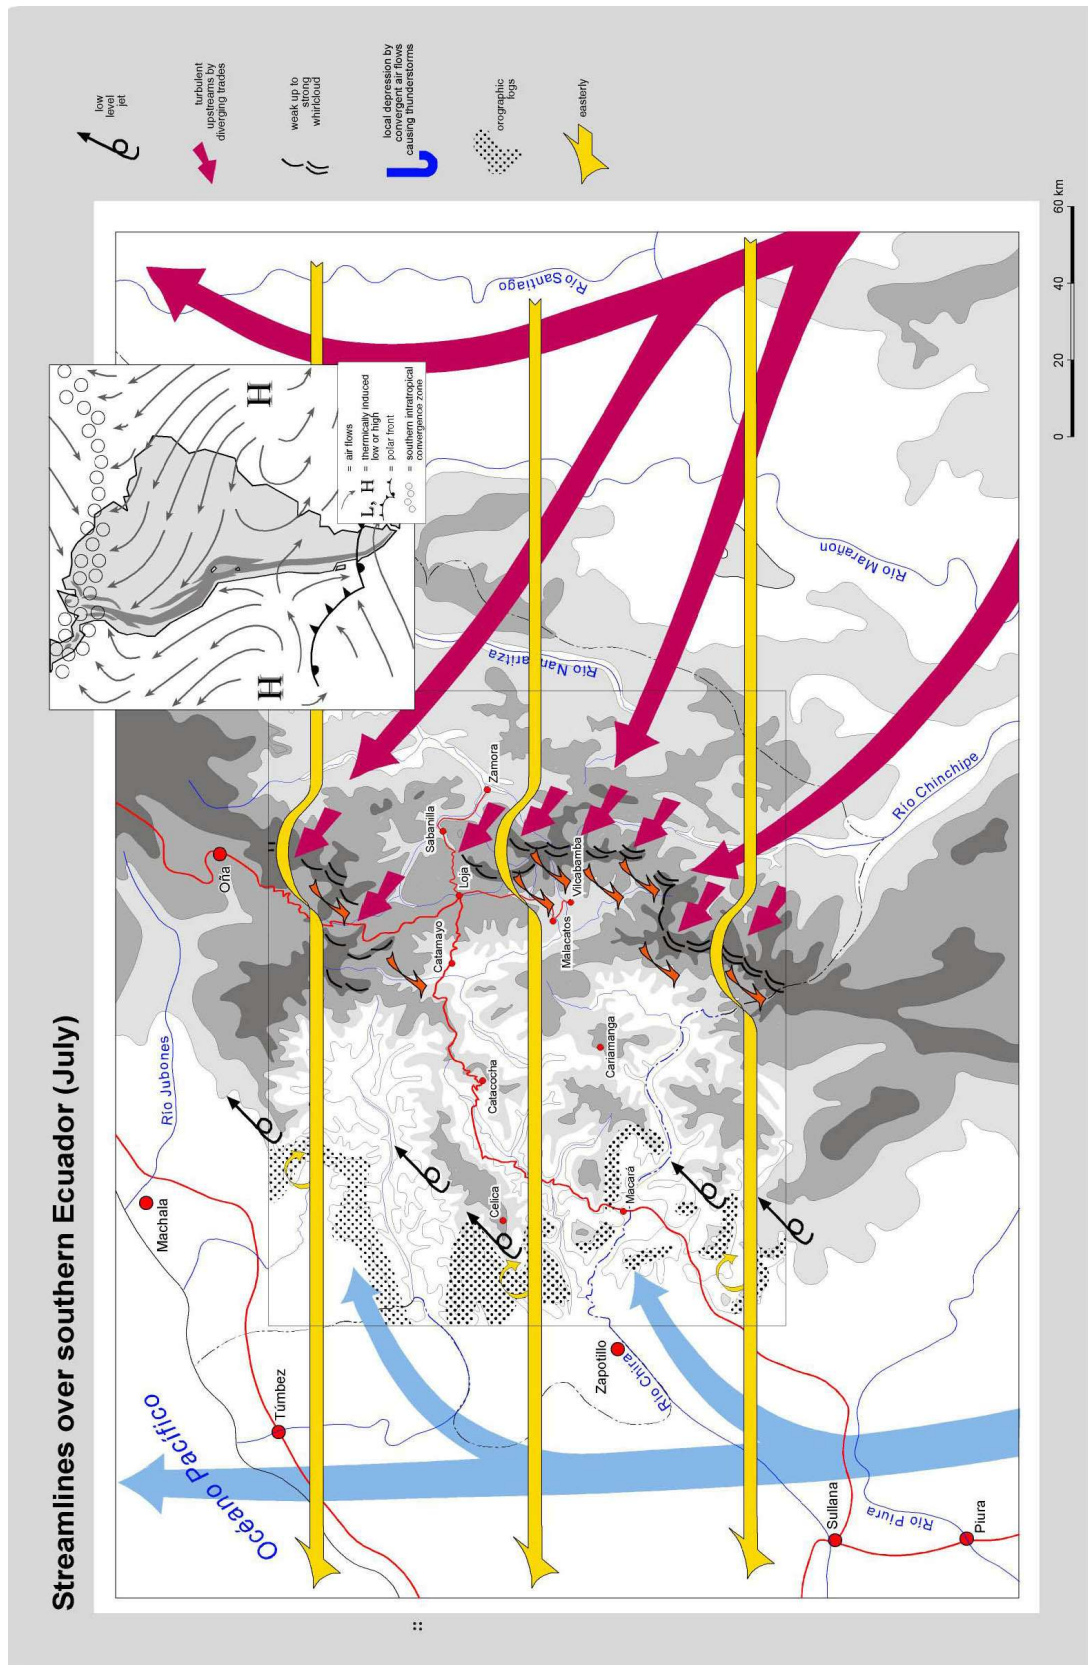 Streamlines over southern Ecuador (July)
low
level
jet
turbulent
upstreams by
diverging trades
weak up to
strong
whirlcloud
local depression by
convergent air flows
causing thunderstorms
orographic
fogs
easterly
H
H
= air flows
L, H = thermically induced
low or high
= polar front
= southern intratropical
convergence zone
Océano Pacífico
Machala
Río Jubones
Oña
Túmbez
Sabanilla
Zamora
Loja
Catamayo
Catacocha
Celica
Malacatos
Vilcabamba
Cariamanga
Macará
Zapotillo
Río Chira
Sullana
Río Piura
Piura
Río Nangaritza
Río Santiago
Río Marañon
Río Chinchipe
0 20 40 60 km